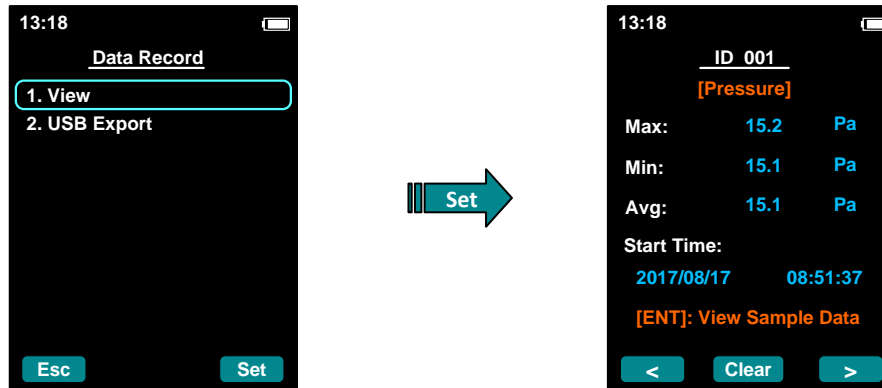 13:18
Data Record
1. View
2. USB Export
Esc
Set
Set
13:18
ID 001
[Pressure]
Max: 15.2 Pa
Min: 15.1 Pa
Avg: 15.1 Pa
Start Time:
2017/08/17 08:51:37
[ENT]: View Sample Data
< Clear >